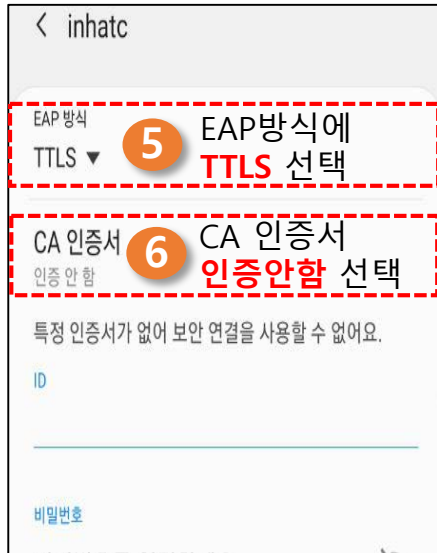 < inhatc
EAP 방식
TTLS ▼
5
EAP방식에
TTLS 선택
CA 인증서
인증 안 함
6
CA 인증서
인증안함 선택
특정 인증서가 없어 보안 연결을 사용할 수 없어요.
ID
비밀번호